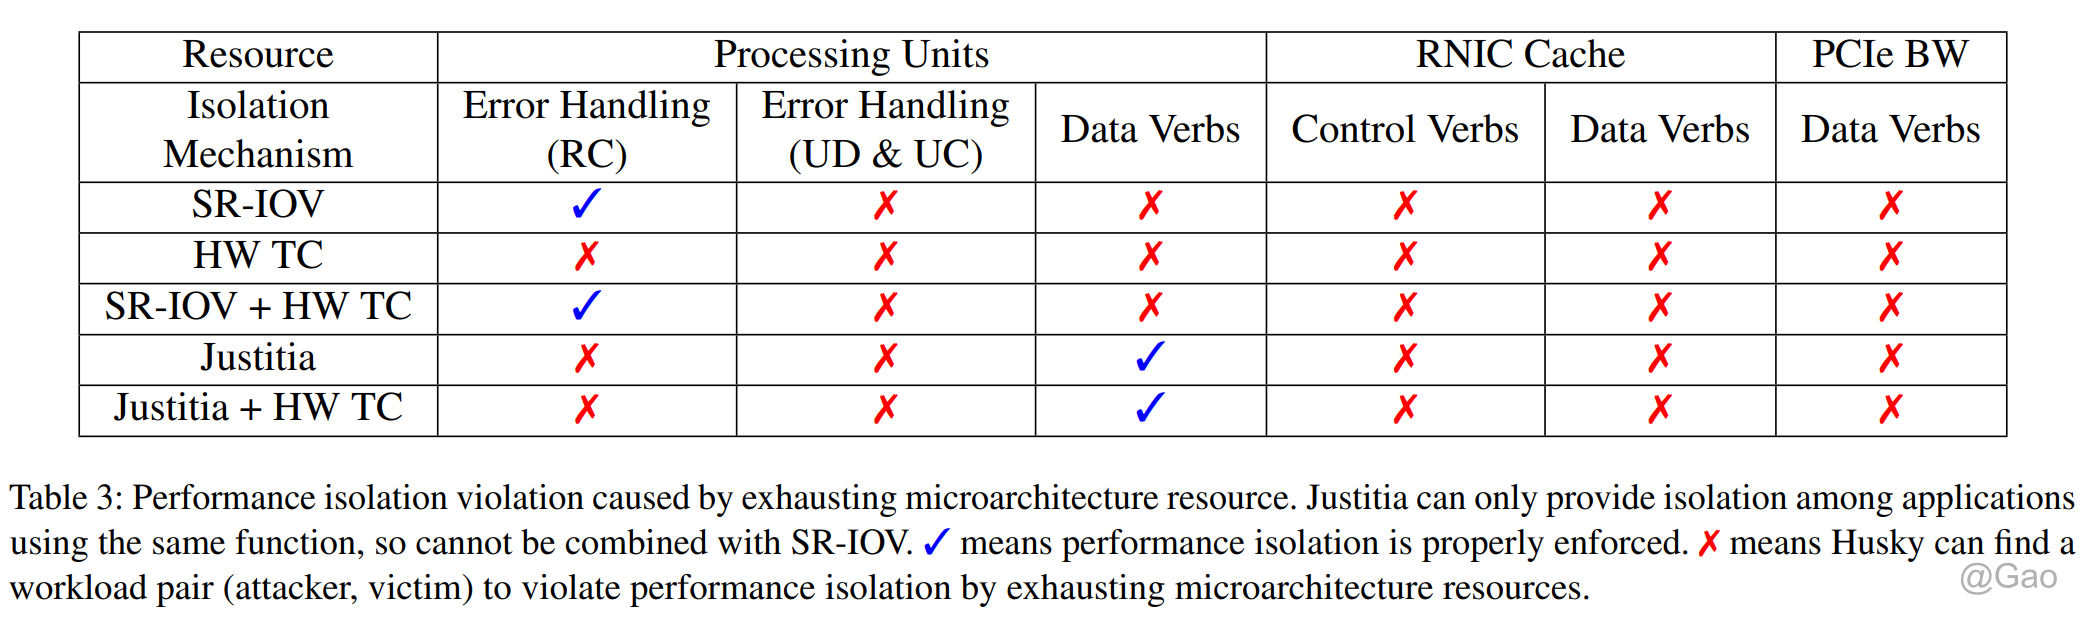 Resource Processing Units RNIC Cache PCIe BW
Isolation Mechanism Error Handling (RC) Error Handling (UD & UC) Data Verbs Control Verbs Data Verbs Data Verbs
SR-IOV ✓ ✗ ✗ ✗ ✗ ✗
HW TC ✗ ✗ ✗ ✗ ✗ ✗
SR-IOV + HW TC ✓ ✗ ✗ ✗ ✗ ✗
Justitia ✗ ✗ ✓ ✗ ✗ ✗
Justitia + HW TC ✗ ✗ ✓ ✗ ✗ ✗
Table 3: Performance isolation violation caused by exhausting microarchitecture resource. Justitia can only provide isolation among applications
using the same function, so cannot be combined with SR-IOV. ✓ means performance isolation is properly enforced. ✗ means Husky can find a
workload pair (attacker, victim) to violate performance isolation by exhausting microarchitecture resources.
@Gao